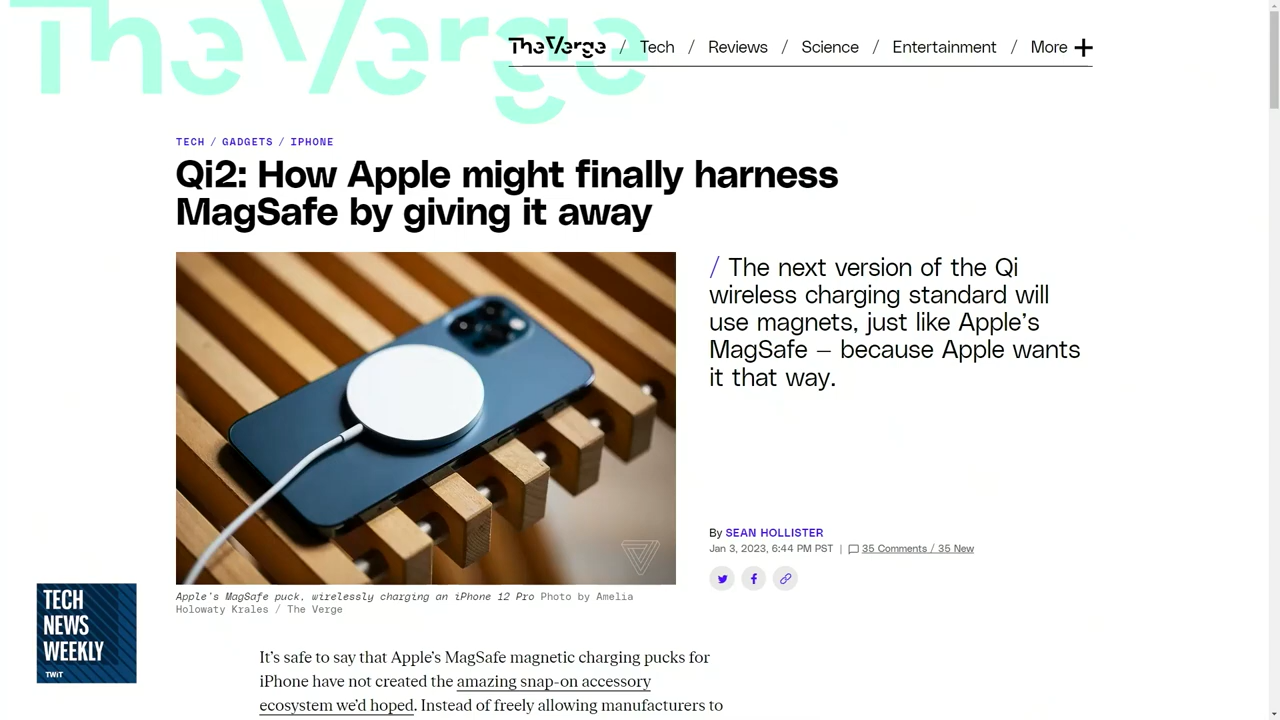 The Verge
The Verge / Tech / Reviews / Science / Entertainment / More +
TECH / GADGETS / IPHONE
Qi2: How Apple might finally harness
MagSafe by giving it away
/ The next version of the Qi
wireless charging standard will
use magnets, just like Apple's
MagSafe — because Apple wants
it that way.
By SEAN HOLLISTER
Jan 3, 2023, 6:44 PM PST | 35 Comments / 35 New
Apple's MagSafe puck, wirelessly charging an iPhone 12 Pro Photo by Amelia
Holowaty Krales / The Verge
It's safe to say that Apple's MagSafe magnetic charging pucks for
iPhone have not created the amazing snap-on accessory
ecosystem we'd hoped. Instead of freely allowing manufacturers to
TECH
NEWS
WEEKLY
TWiT